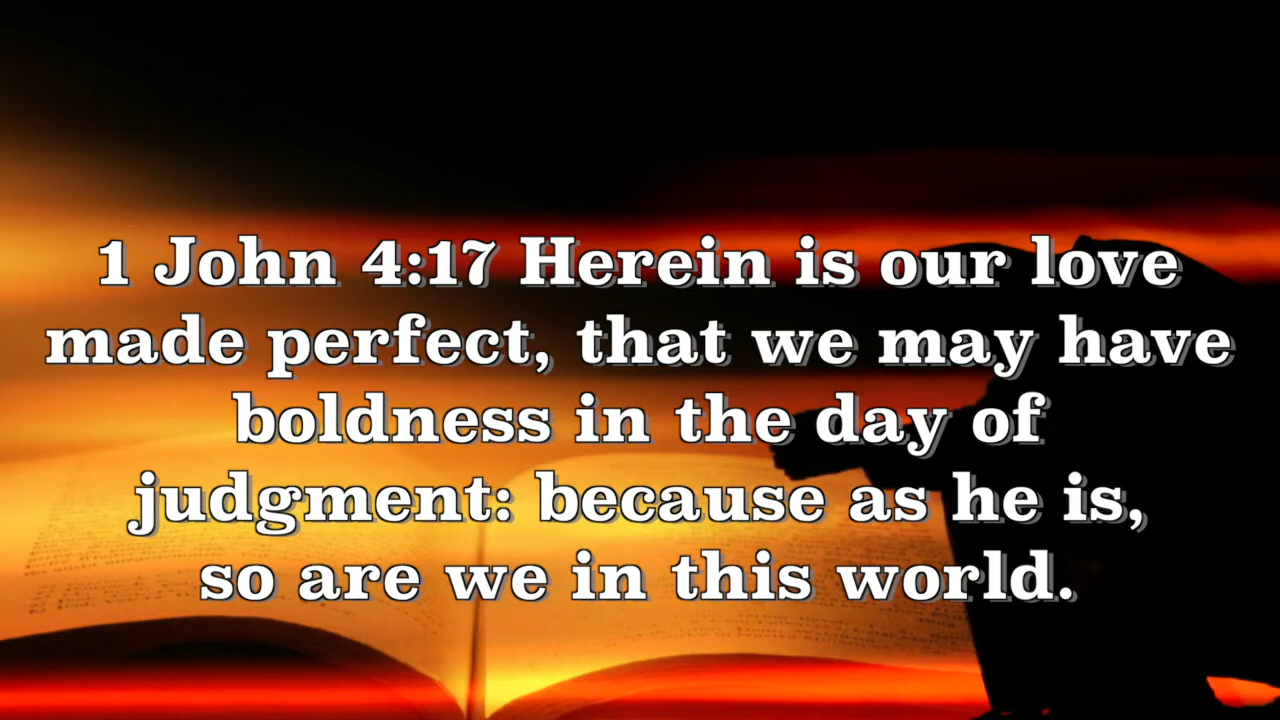 1 John 4:17 Herein is our love
made perfect, that we may have
boldness in the day of
judgment: because as he is,
so are we in this world.